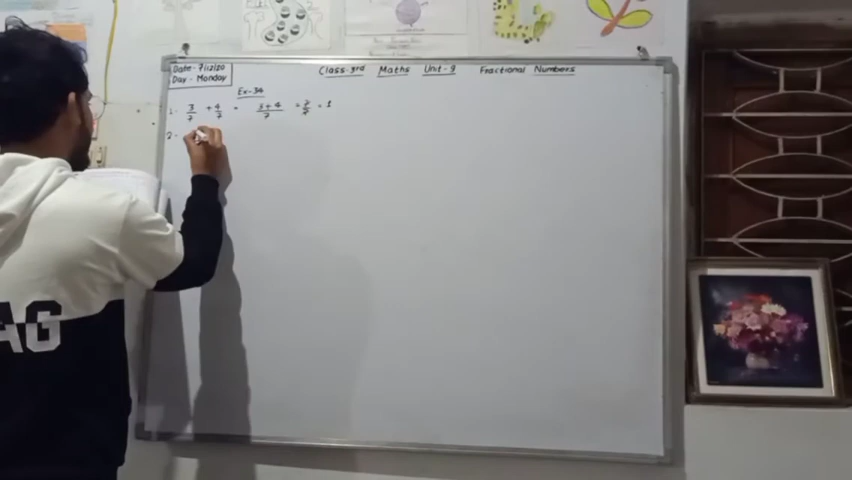 Date- 7/12/20
Day - Monday
Class-3rd Maths Unit-9 Fractional Numbers
Ex-34
1. 3/7 + 4/7 = 3+4/7 = 7/7 = 1
2.
AG